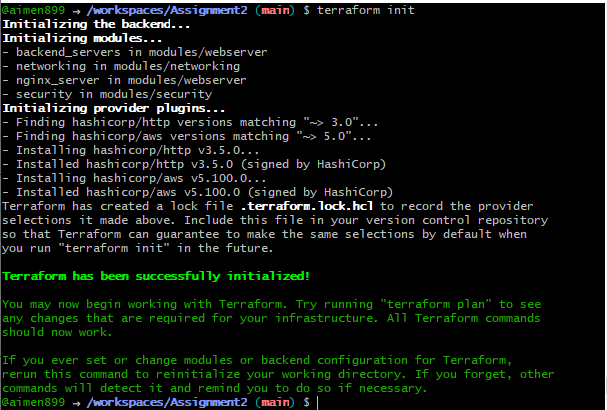 @aimen899 → /workspaces/Assignment2 (main) $ terraform init
Initializing the backend...
Initializing modules...
- backend_servers in modules/webserver
- networking in modules/networking
- nginx_server in modules/webserver
- security in modules/security
Initializing provider plugins...
- Finding hashicorp/http versions matching "~> 3.0"...
- Finding hashicorp/aws versions matching "~> 5.0"...
- Installing hashicorp/http v3.5.0...
- Installed hashicorp/http v3.5.0 (signed by HashiCorp)
- Installing hashicorp/aws v5.100.0...
- Installed hashicorp/aws v5.100.0 (signed by HashiCorp)
Terraform has created a lock file .terraform.lock.hcl to record the provider
selections it made above. Include this file in your version control repository
so that Terraform can guarantee to make the same selections by default when
you run "terraform init" in the future.
Terraform has been successfully initialized!
You may now begin working with Terraform. Try running "terraform plan" to see
any changes that are required for your infrastructure. All Terraform commands
should now work.
If you ever set or change modules or backend configuration for Terraform,
rerun this command to reinitialize your working directory. If you forget, other
commands will detect it and remind you to do so if necessary.
@aimen899 → /workspaces/Assignment2 (main) $